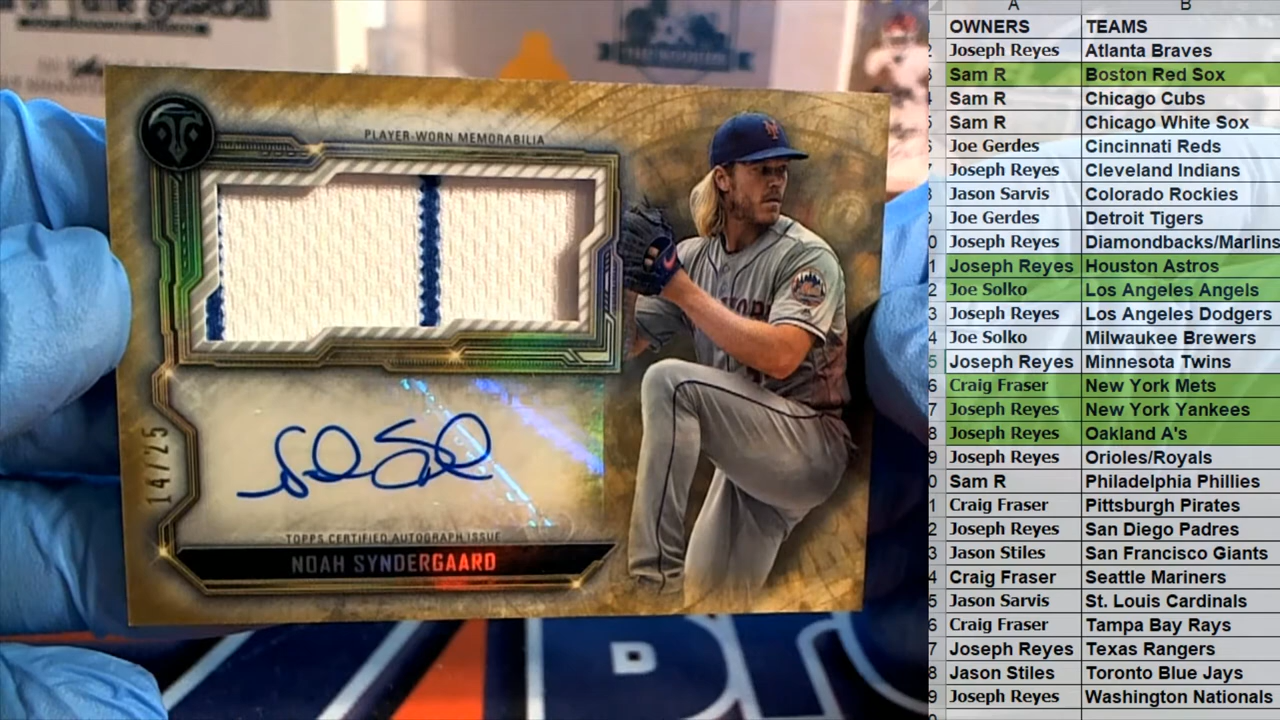 PLAYER-WORN MEMORABILIA
14/25
TOPPS CERTIFIED AUTOGRAPH ISSUE
NOAH SYNDERGAARD
A B
OWNERS TEAMS
Joseph Reyes Atlanta Braves
Sam R Boston Red Sox
Sam R Chicago Cubs
Sam R Chicago White Sox
Joe Gerdes Cincinnati Reds
Joseph Reyes Cleveland Indians
Jason Sarvis Colorado Rockies
Joe Gerdes Detroit Tigers
Joseph Reyes Diamondbacks/Marlins
Joseph Reyes Houston Astros
Joe Solko Los Angeles Angels
Joseph Reyes Los Angeles Dodgers
Joe Solko Milwaukee Brewers
Joseph Reyes Minnesota Twins
Craig Fraser New York Mets
Joseph Reyes New York Yankees
Joseph Reyes Oakland A's
Joseph Reyes Orioles/Royals
Sam R Philadelphia Phillies
Craig Fraser Pittsburgh Pirates
Joseph Reyes San Diego Padres
Jason Stiles San Francisco Giants
Craig Fraser Seattle Mariners
Jason Sarvis St. Louis Cardinals
Craig Fraser Tampa Bay Rays
Joseph Reyes Texas Rangers
Jason Stiles Toronto Blue Jays
Joseph Reyes Washington Nationals